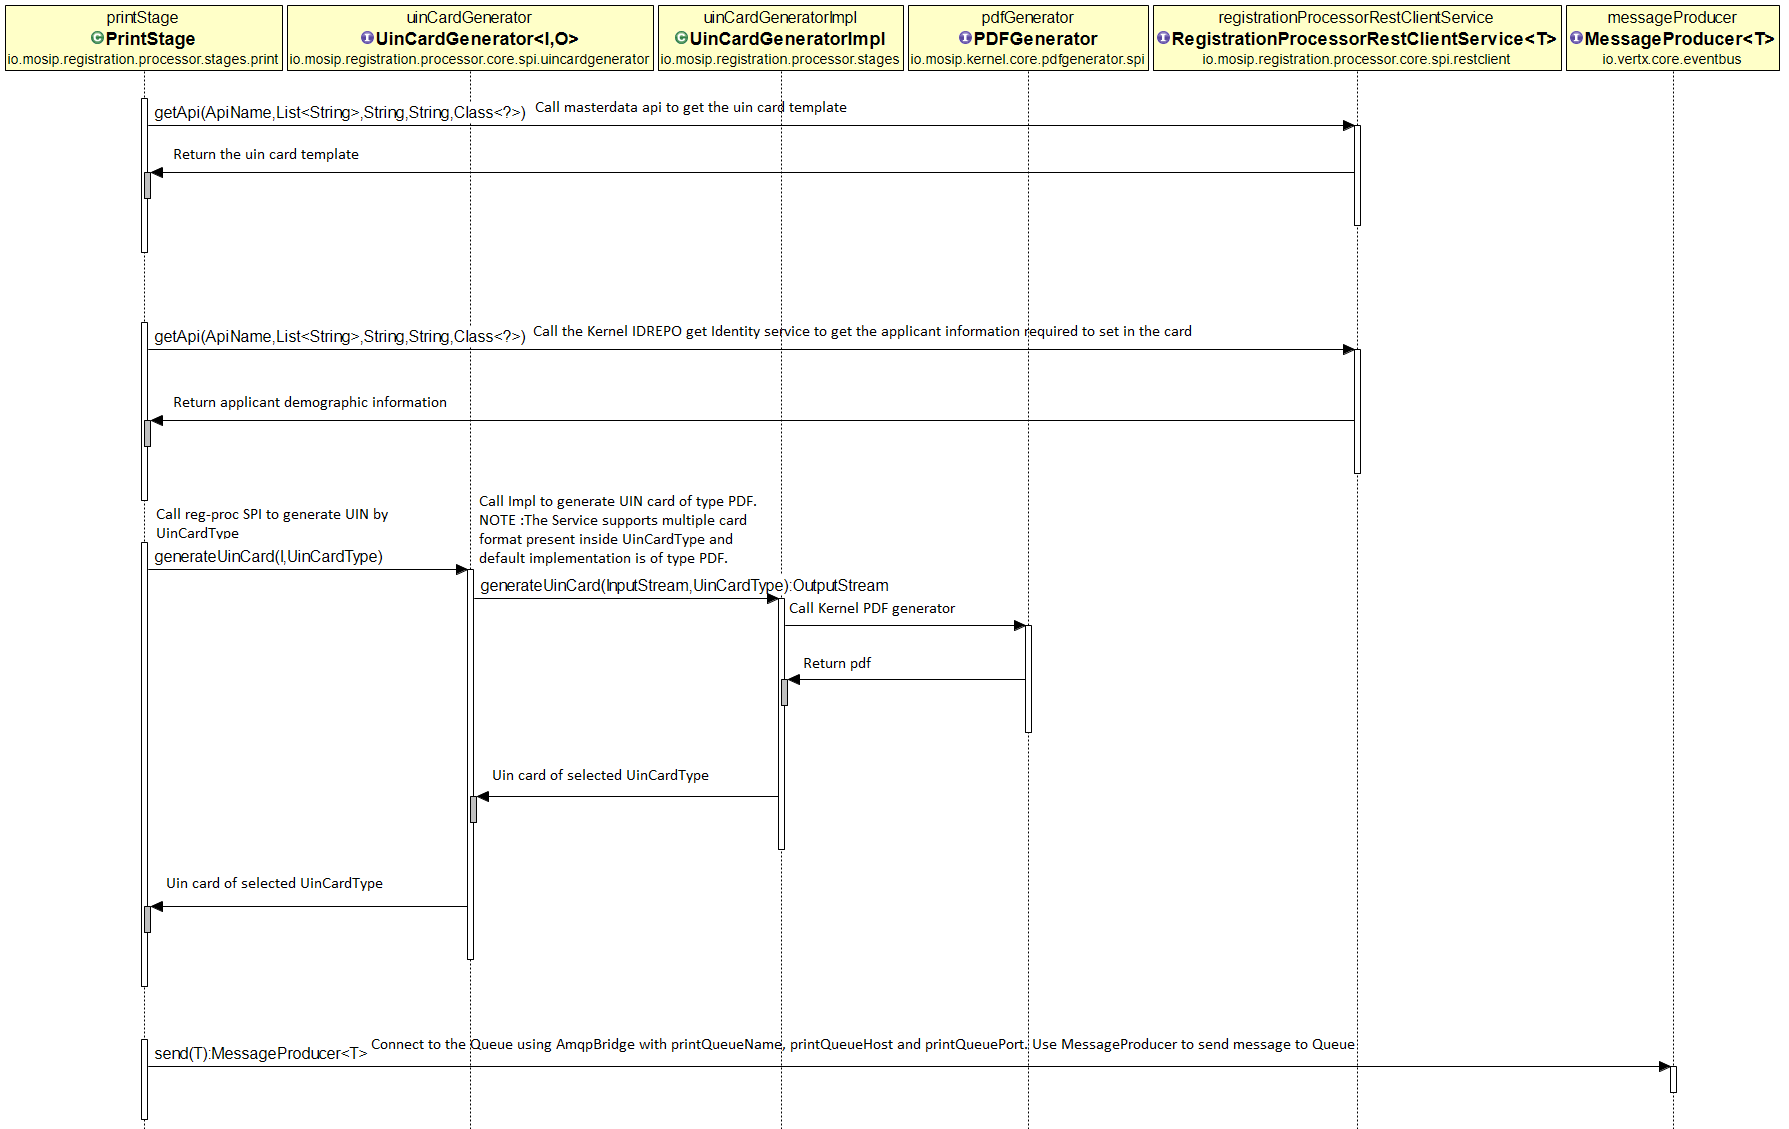 printStage
PrintStage
io.mosip.registration.processor.stages.print
uinCardGenerator
UinCardGenerator<I,O>
io.mosip.registration.processor.core.spi.uincardgenerator
uinCardGeneratorImpl
UinCardGeneratorImpl
io.mosip.registration.processor.stages
pdfGenerator
PDFGenerator
io.mosip.kernel.core.pdfgenerator.spi
registrationProcessorRestClientService
RegistrationProcessorRestClientService<T>
io.mosip.registration.processor.core.spi.restclient
messageProducer
MessageProducer<T>
io.vertx.core.eventbus
getApi(ApiName,List<String>,String,String,Class<?>) Call masterdata api to get the uin card template
Return the uin card template
getApi(ApiName,List<String>,String,String,Class<?>) Call the Kernel IDREPO get Identity service to get the applicant information required to set in the card
Return applicant demographic information
Call reg-proc SPI to generate UIN by
UinCardType
generateUinCard(I,UinCardType)
Call Impl to generate UIN card of type PDF.
NOTE :The Service supports multiple card
format present inside UinCardType and
default implementation is of type PDF.
generateUinCard(InputStream,UinCardType):OutputStream
Call Kernel PDF generator
Return pdf
Uin card of selected UinCardType
Uin card of selected UinCardType
send(T):MessageProducer<T> Connect to the Queue using AmqpBridge with printQueueName, printQueueHost and printQueuePort. Use MessageProducer to send message to Queue